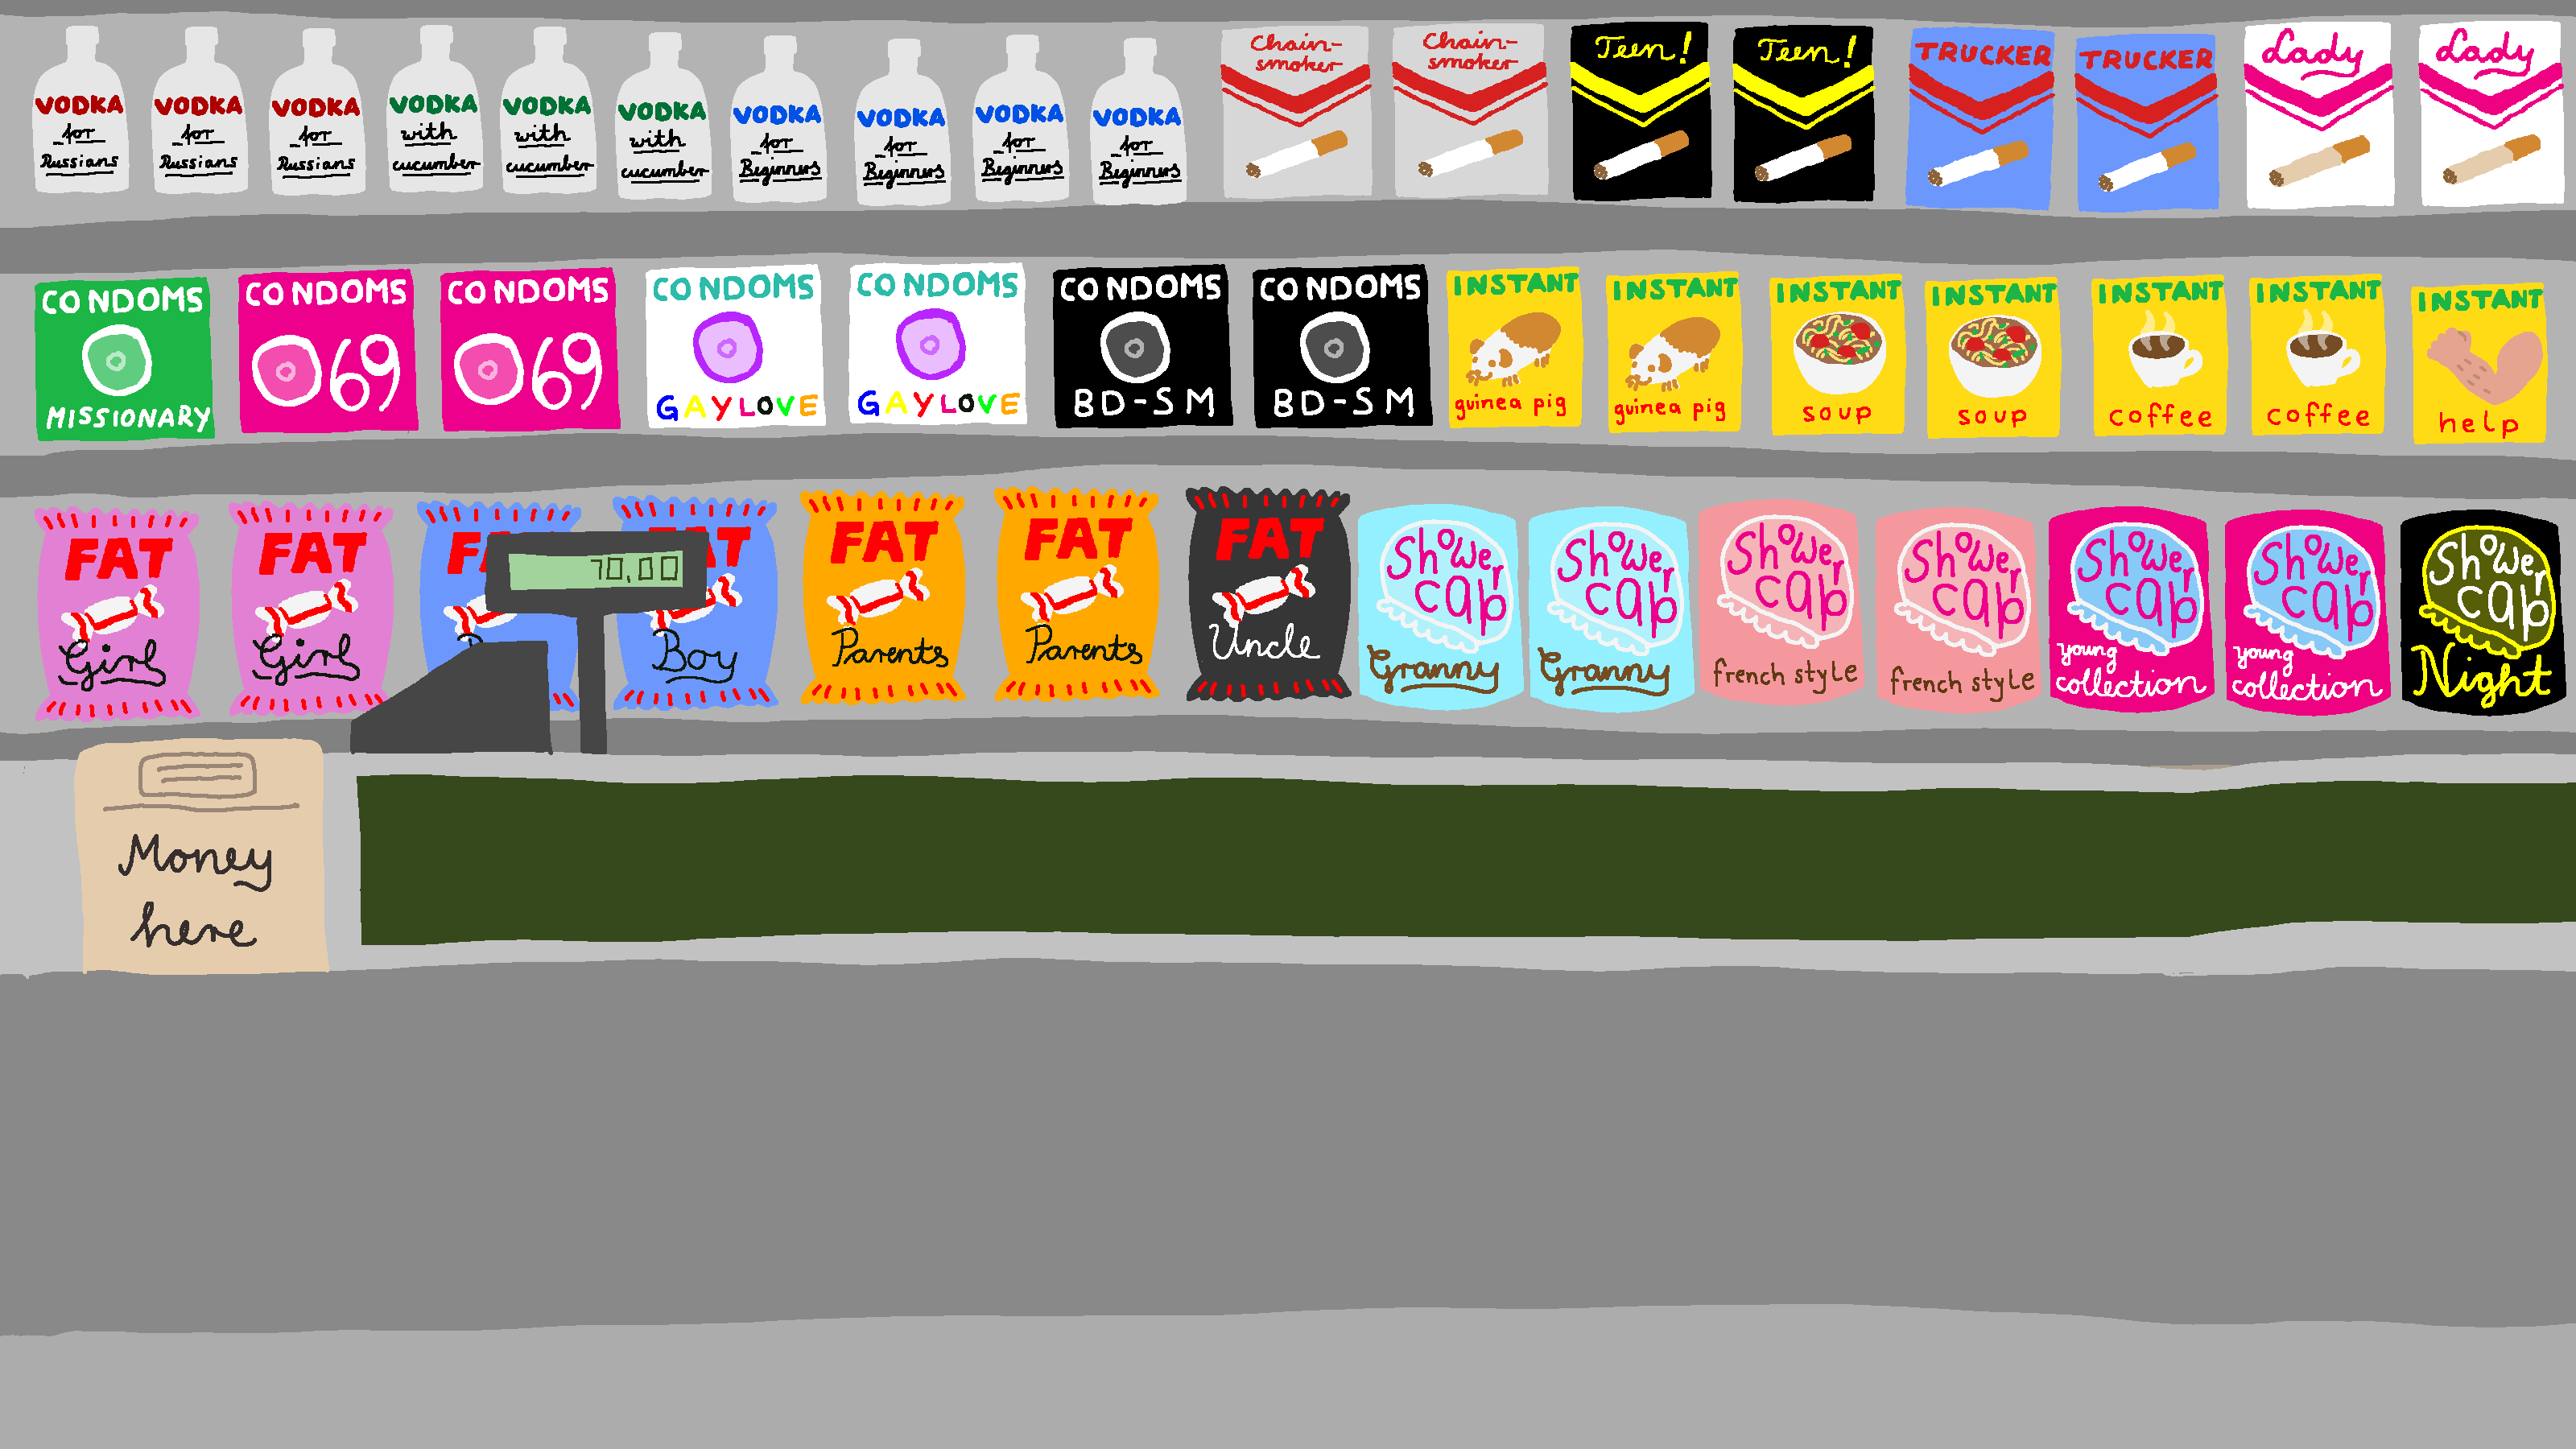 VODKA
for
Russians
VODKA
for
Russians
VODKA
for
Russians
VODKA
with
cucumber
VODKA
with
cucumber
VODKA
with
cucumber
VODKA
for
Beginners
VODKA
for
Beginners
VODKA
for
Beginners
VODKA
for
Beginners
Chain-
smoker
Chain-
smoker
Teen!
Teen!
TRUCKER
TRUCKER
Lady
Lady
CONDOMS
MISSIONARY
CONDOMS
69
CONDOMS
69
CONDOMS
GAYLOVE
CONDOMS
GAYLOVE
CONDOMS
BD-SM
CONDOMS
BD-SM
INSTANT
guinea pig
INSTANT
guinea pig
INSTANT
soup
INSTANT
soup
INSTANT
coffee
INSTANT
coffee
INSTANT
help
FAT
Girl
FAT
Girl
70,00
Boy
FAT
Parents
FAT
Parents
FAT
Uncle
Shower
cap
Granny
Shower
cap
Granny
Shower
cap
french style
Shower
cap
french style
Shower
cap
young
collection
Shower
cap
young
collection
Shower
cap
Night
Money
here